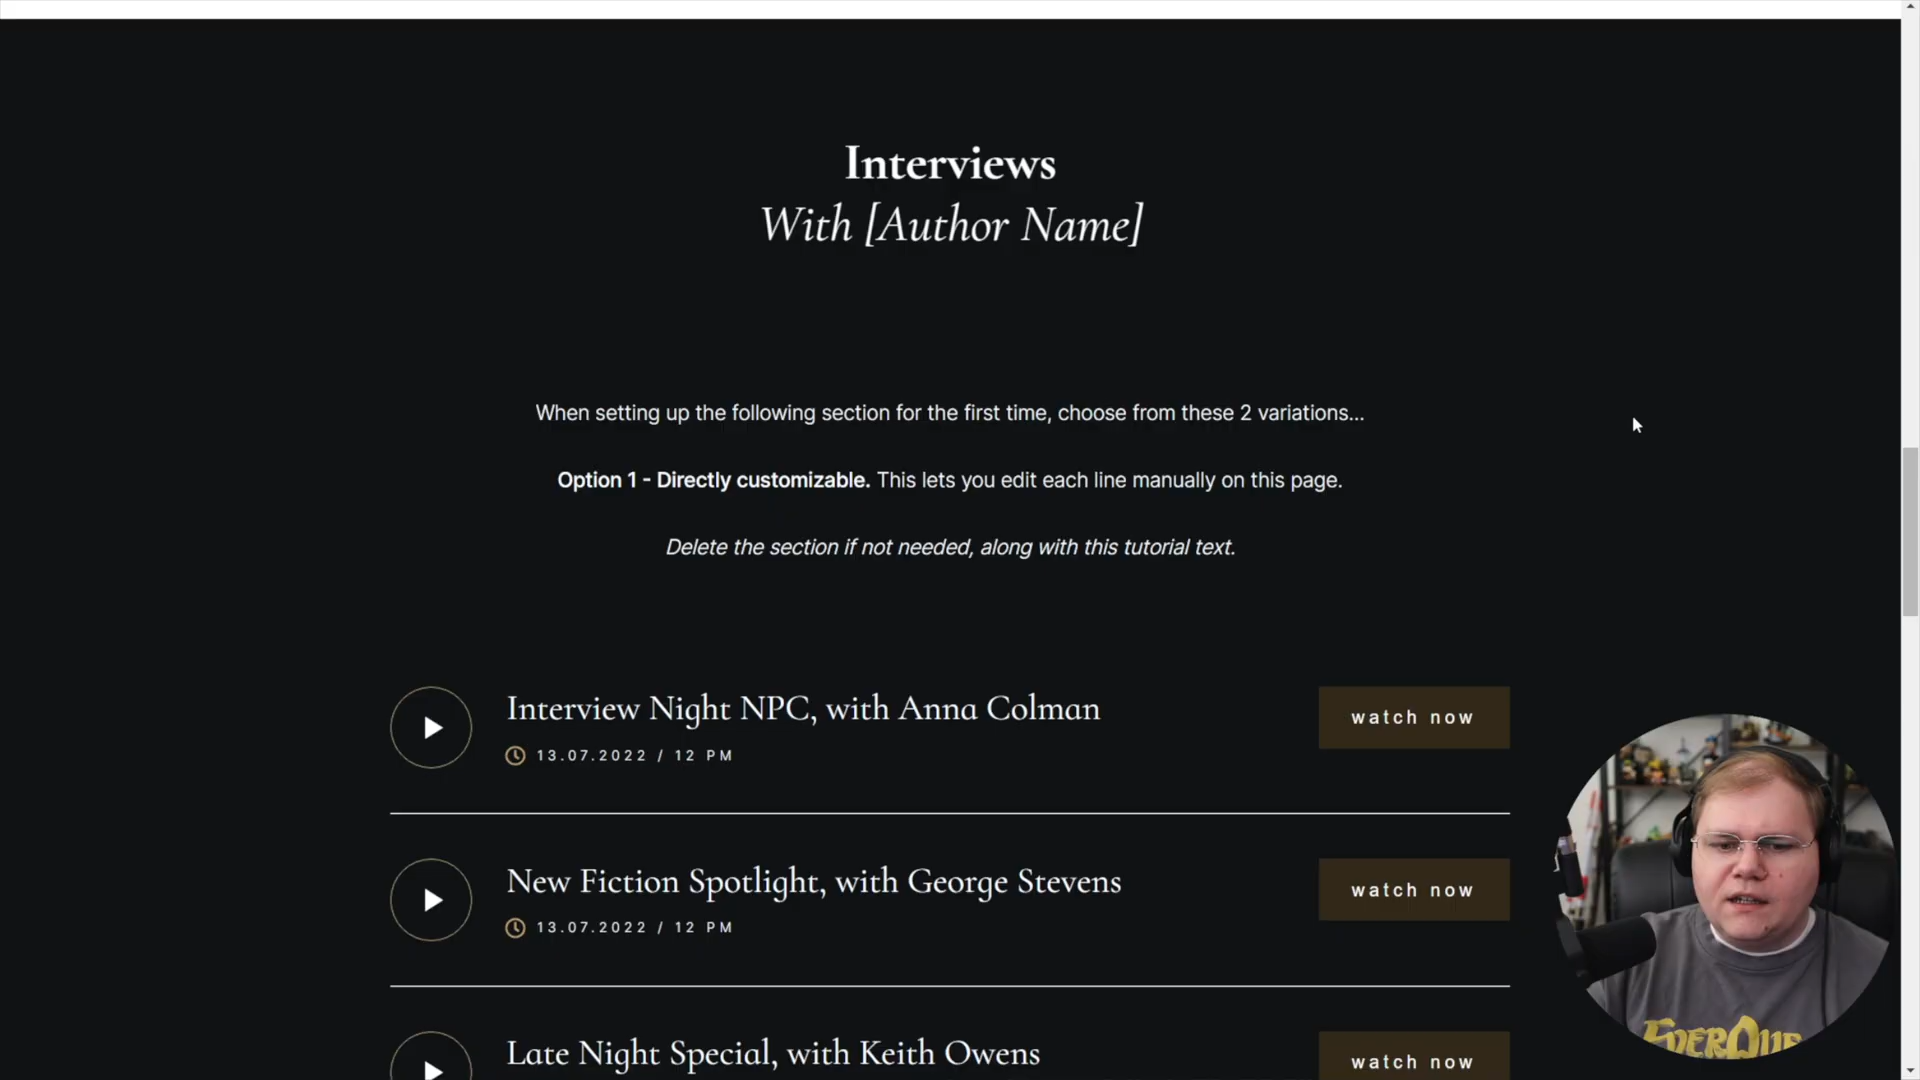 Interviews
With [Author Name]
When setting up the following section for the first time, choose from these 2 variations...
Option 1 - Directly customizable. This lets you edit each line manually on this page.
Delete the section if not needed, along with this tutorial text.
Interview Night NPC, with Anna Colman
watch now
13.07.2022 / 12 PM
New Fiction Spotlight, with George Stevens
watch now
13.07.2022 / 12 PM
Late Night Special, with Keith Owens
watch now